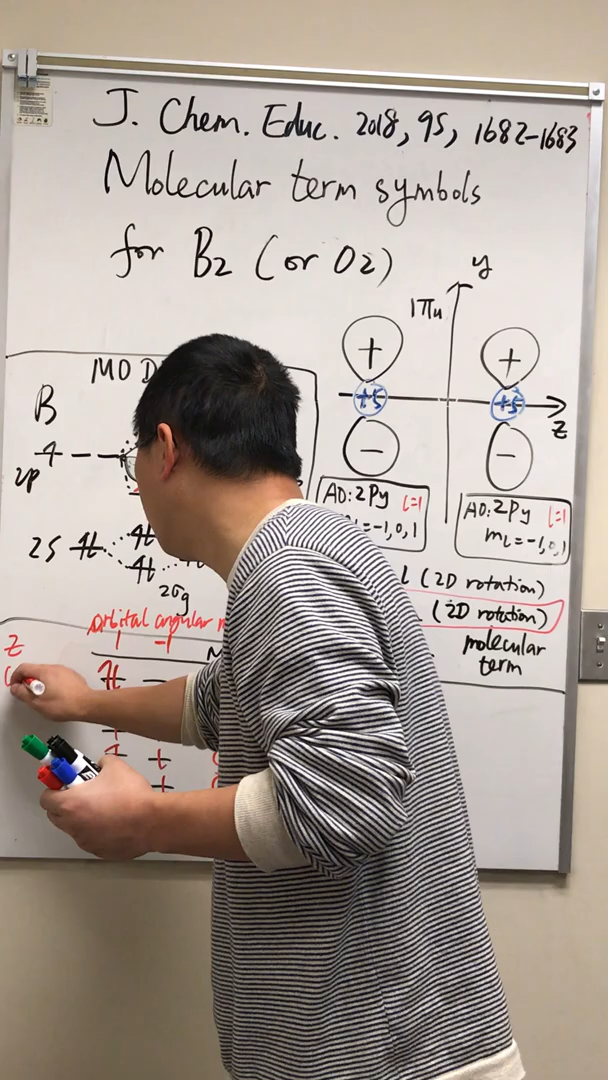 J. Chem. Educ. 2018, 95, 1682-1683
Molecular term symbols
for B2 (or O2)
y
1πu
+ +
MO D
+5 +5
B
z
2p
- -
AO: 2Py l=1
mL=-1,0,1
AO: 2Py l=1
mL=-1,0,1
2S
2σg
l (2D rotation)
(2D rotation)
molecular
term
orbital angular
1 -1
Z